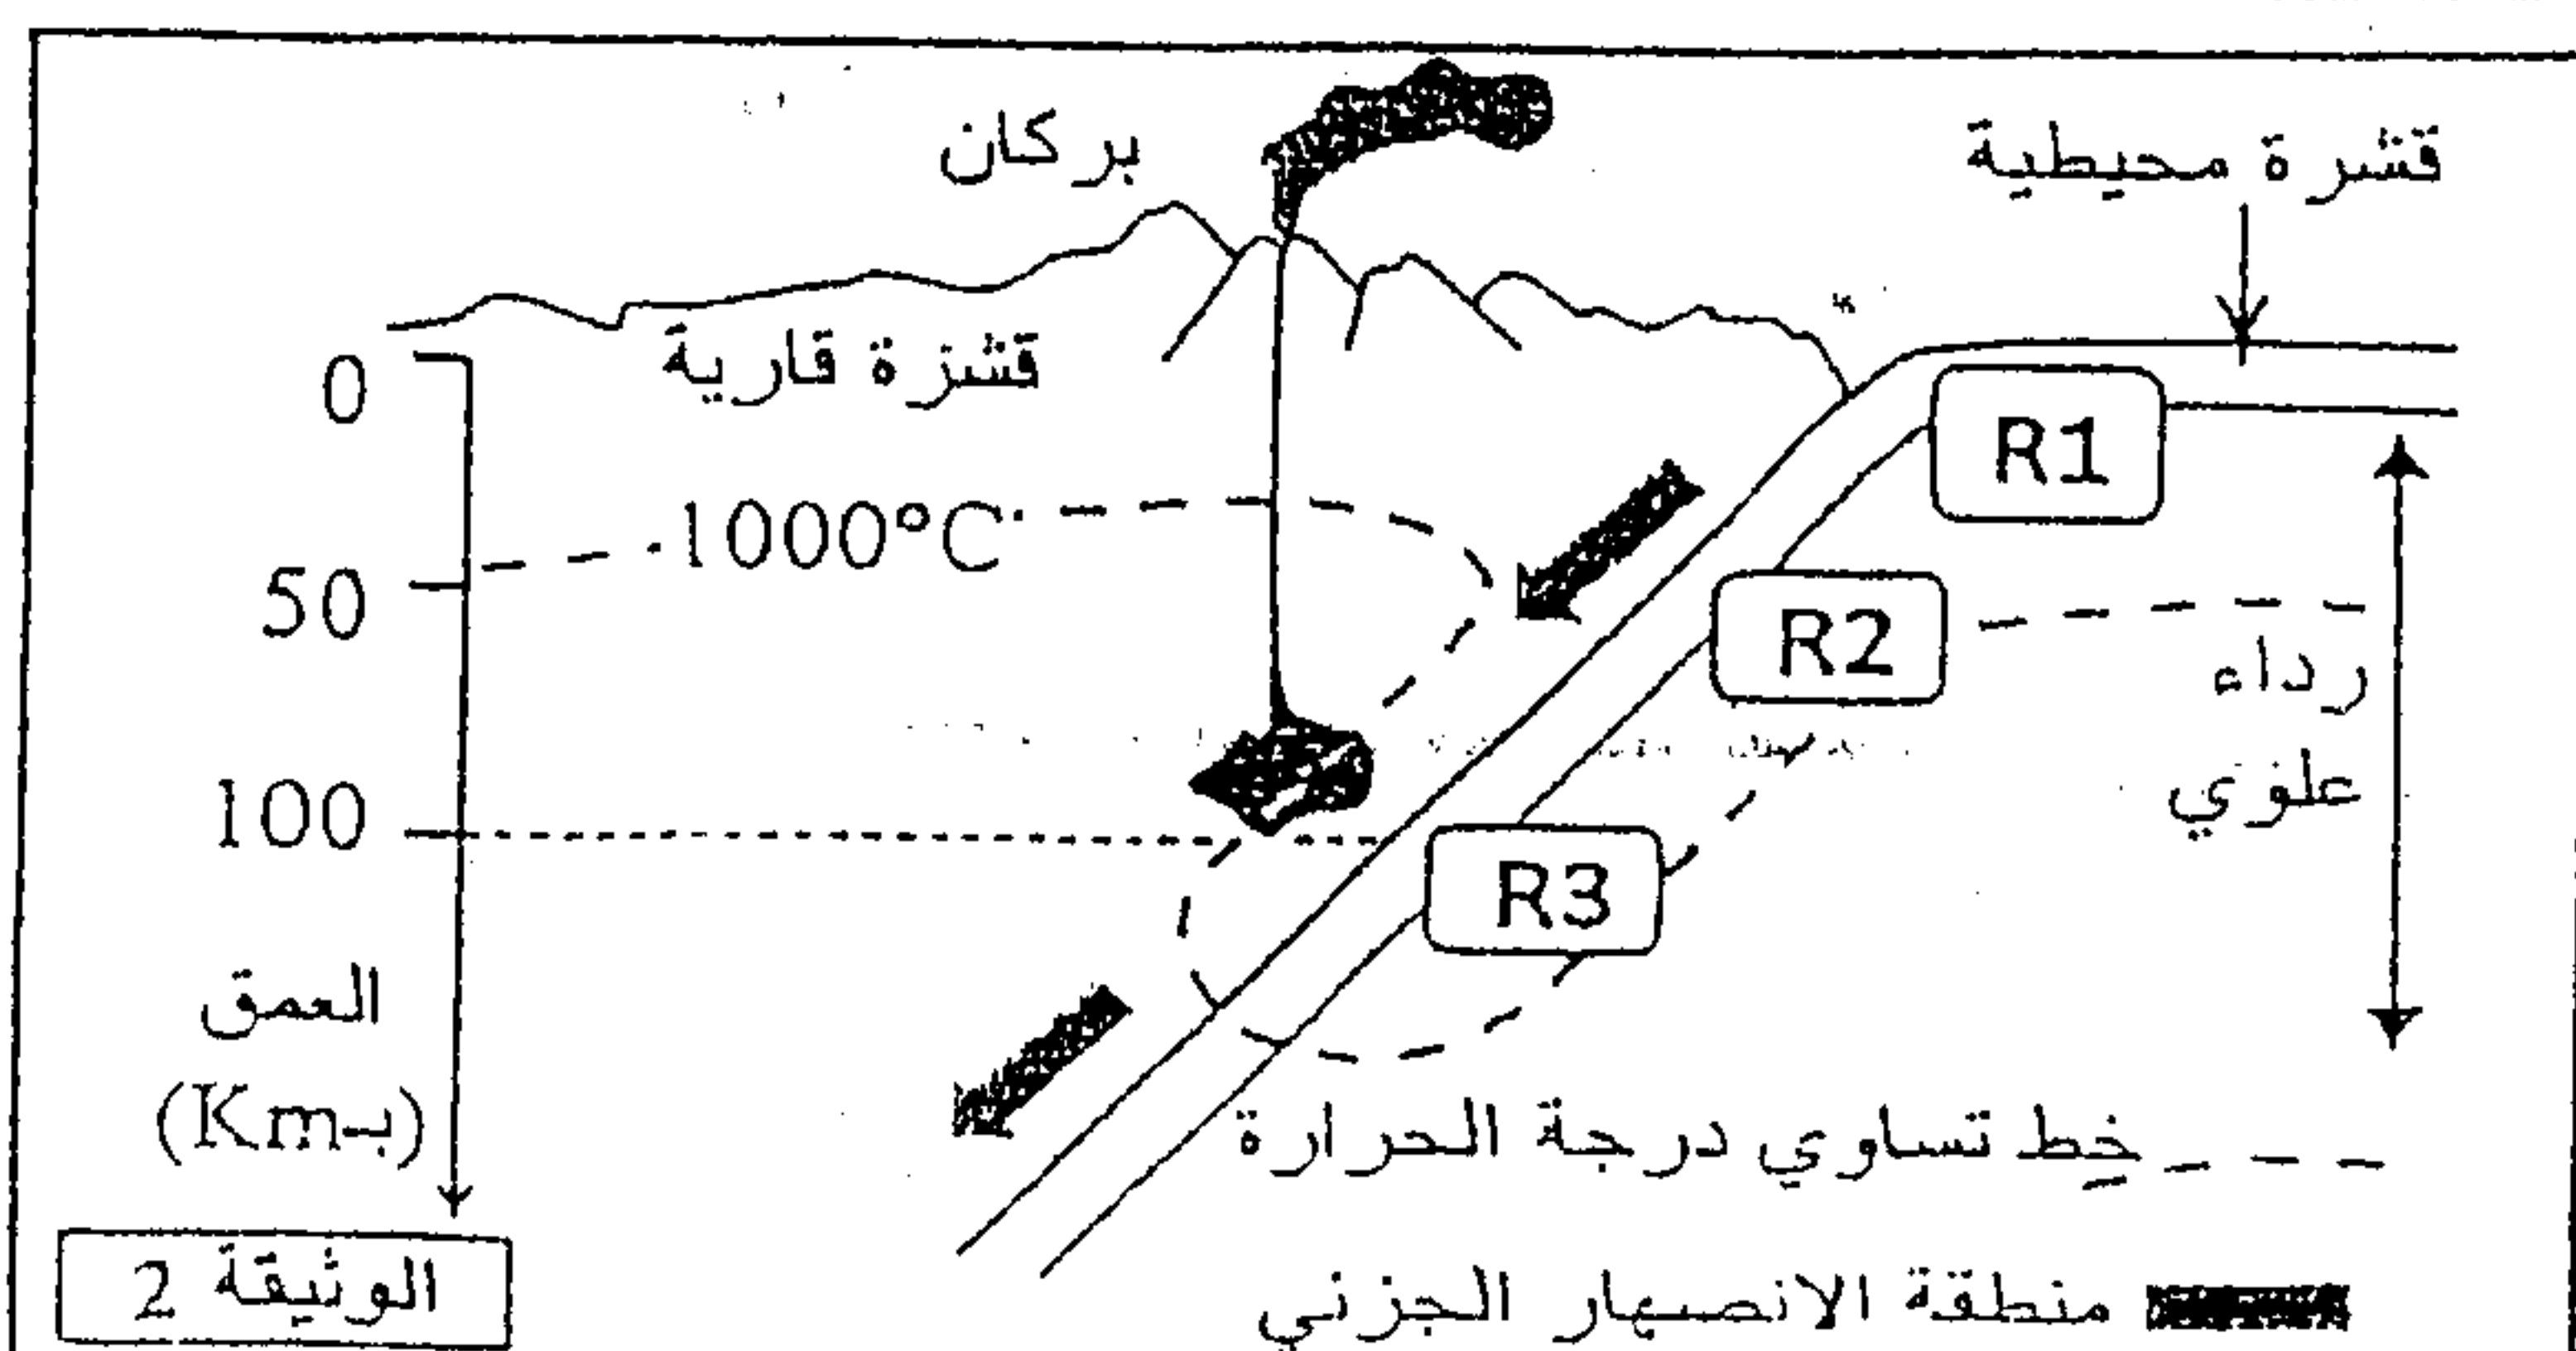 بركان
قشرة محيطية
قشرة قارية
0
R1
1000°C
50
R2
رداء
علوي
100
R3
العمق
(بـKm)
خط تساوي درجة الحرارة
الوثيقة 2
منطقة الانصهار الجزئي